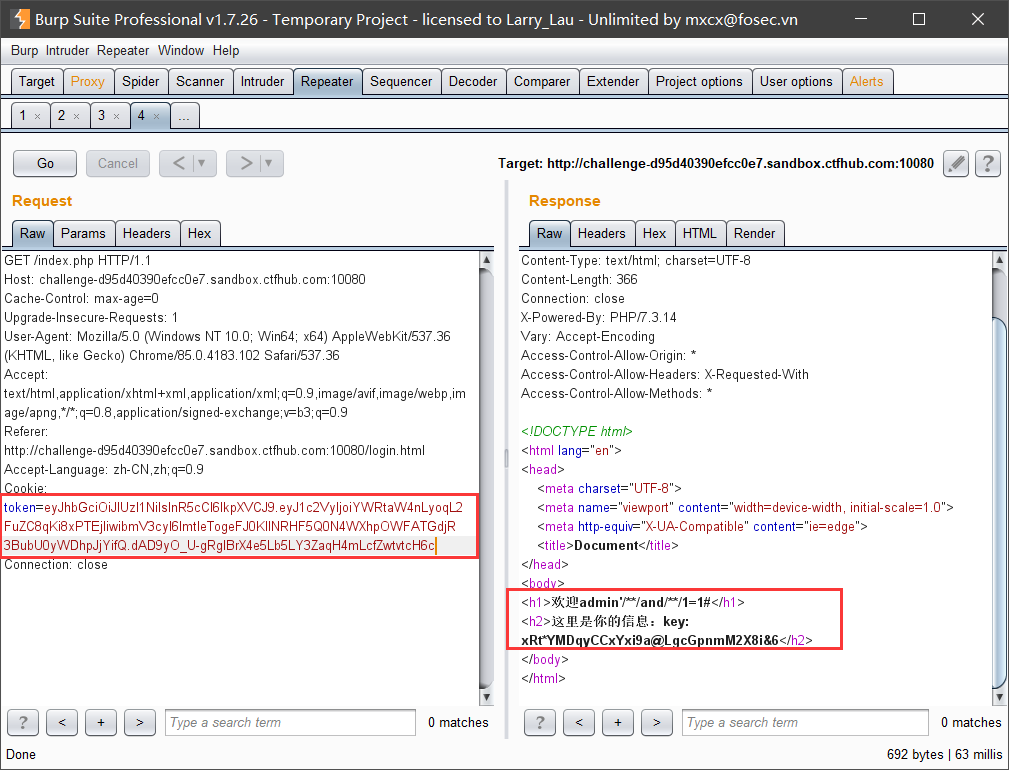 Burp Suite Professional v1.7.26 - Temporary Project - licensed to Larry_Lau - Unlimited by mxcx@fosec.vn
Burp Intruder Repeater Window Help
Target Proxy Spider Scanner Intruder Repeater Sequencer Decoder Comparer Extender Project options User options Alerts
1 × 2 × 3 × 4 × ...
Go Cancel < ▼ > ▼ Target: http://challenge-d95d40390efcc0e7.sandbox.ctfhub.com:10080 ?
Request
Raw Params Headers Hex
GET /index.php HTTP/1.1
Host: challenge-d95d40390efcc0e7.sandbox.ctfhub.com:10080
Cache-Control: max-age=0
Upgrade-Insecure-Requests: 1
User-Agent: Mozilla/5.0 (Windows NT 10.0; Win64; x64) AppleWebKit/537.36
(KHTML, like Gecko) Chrome/85.0.4183.102 Safari/537.36
Accept:
text/html,application/xhtml+xml,application/xml;q=0.9,image/avif,image/webp,im
age/apng,*/*;q=0.8,application/signed-exchange;v=b3;q=0.9
Referer:
http://challenge-d95d40390efcc0e7.sandbox.ctfhub.com:10080/login.html
Accept-Language: zh-CN,zh;q=0.9
Cookie:
Connection: close
? < + > Type a search term 0 matches
Response
Raw Headers Hex HTML Render
Content-Type: text/html; charset=UTF-8
Content-Length: 366
Connection: close
X-Powered-By: PHP/7.3.14
Vary: Accept-Encoding
Access-Control-Allow-Origin: *
Access-Control-Allow-Headers: X-Requested-With
Access-Control-Allow-Methods: *
<!DOCTYPE html>
<html lang="en">
<head>
<meta charset="UTF-8">
<meta name="viewport" content="width=device-width, initial-scale=1.0">
<meta http-equiv="X-UA-Compatible" content="ie=edge">
<title>Document</title>
</head>
<body>
<h1>欢迎admin'/**/and/**/1=1#</h1>
<h2>这里是你的信息：key:
xRt*YMDqyCCxYxi9a@LgcGpnmM2X8i&6</h2>
</body>
</html>
? < + > Type a search term 0 matches
Done 692 bytes | 63 millis